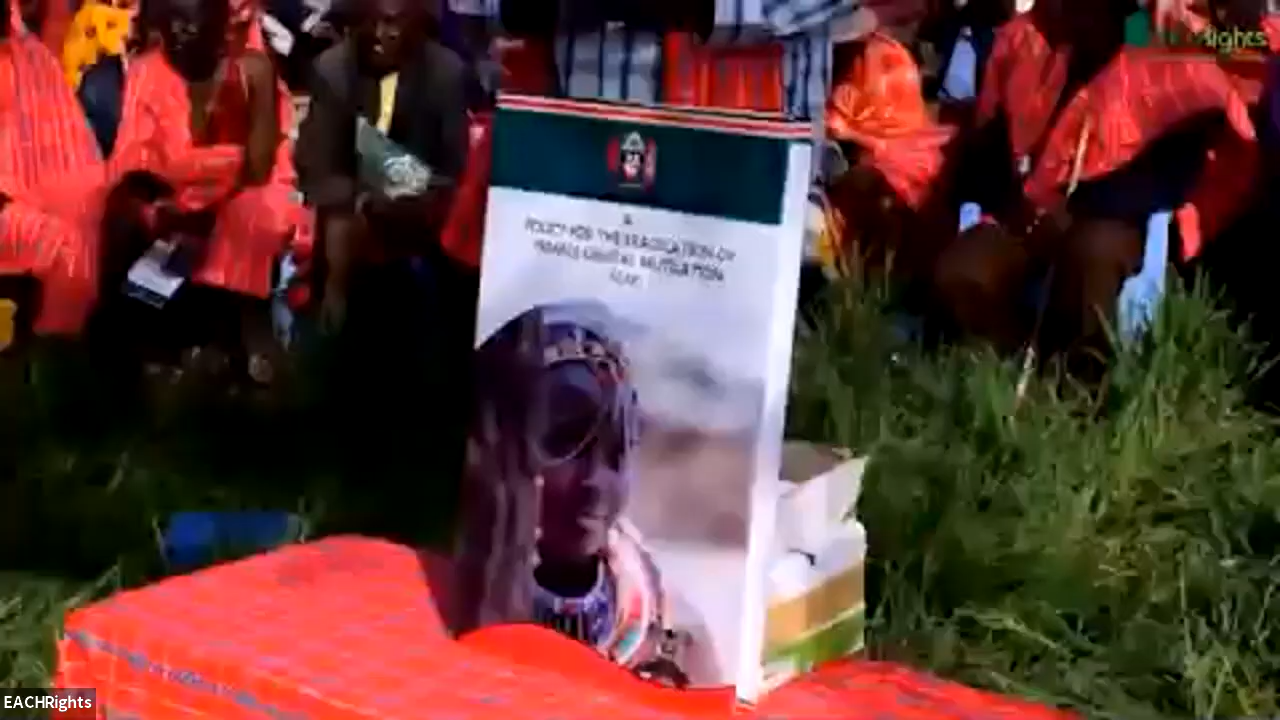 Rights
POLICY FOR THE ERADICATION OF
FEMALE GENITAL MUTILATION
EACHRights